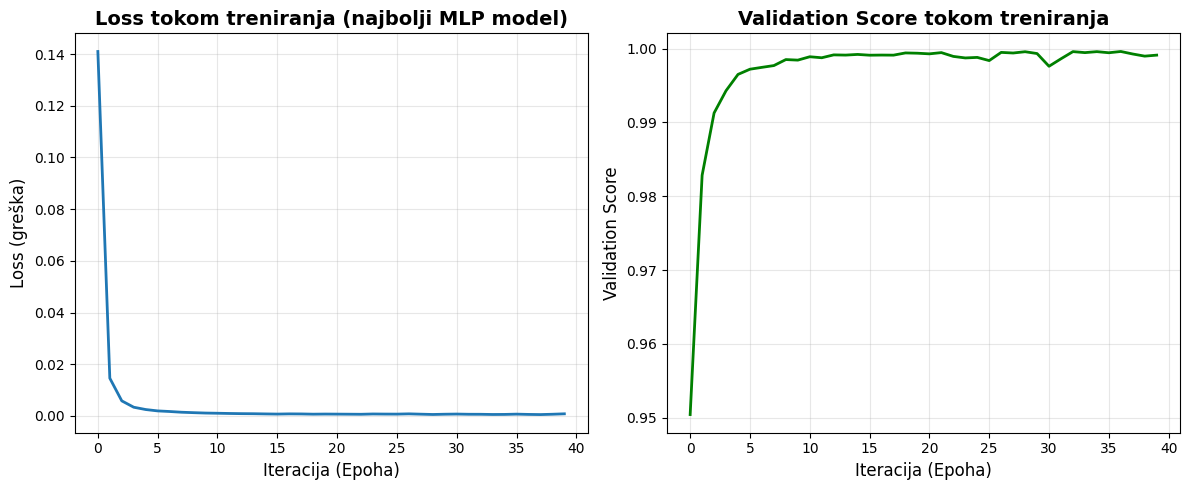 Loss tokom treniranja (najbolji MLP model)
0.14
0.12
0.10
0.08
0.06
0.04
0.02
0.00
Loss (greška)
0 5 10 15 20 25 30 35 40
Iteracija (Epoha)
Validation Score tokom treniranja
1.00
0.99
0.98
0.97
0.96
0.95
Validation Score
0 5 10 15 20 25 30 35 40
Iteracija (Epoha)